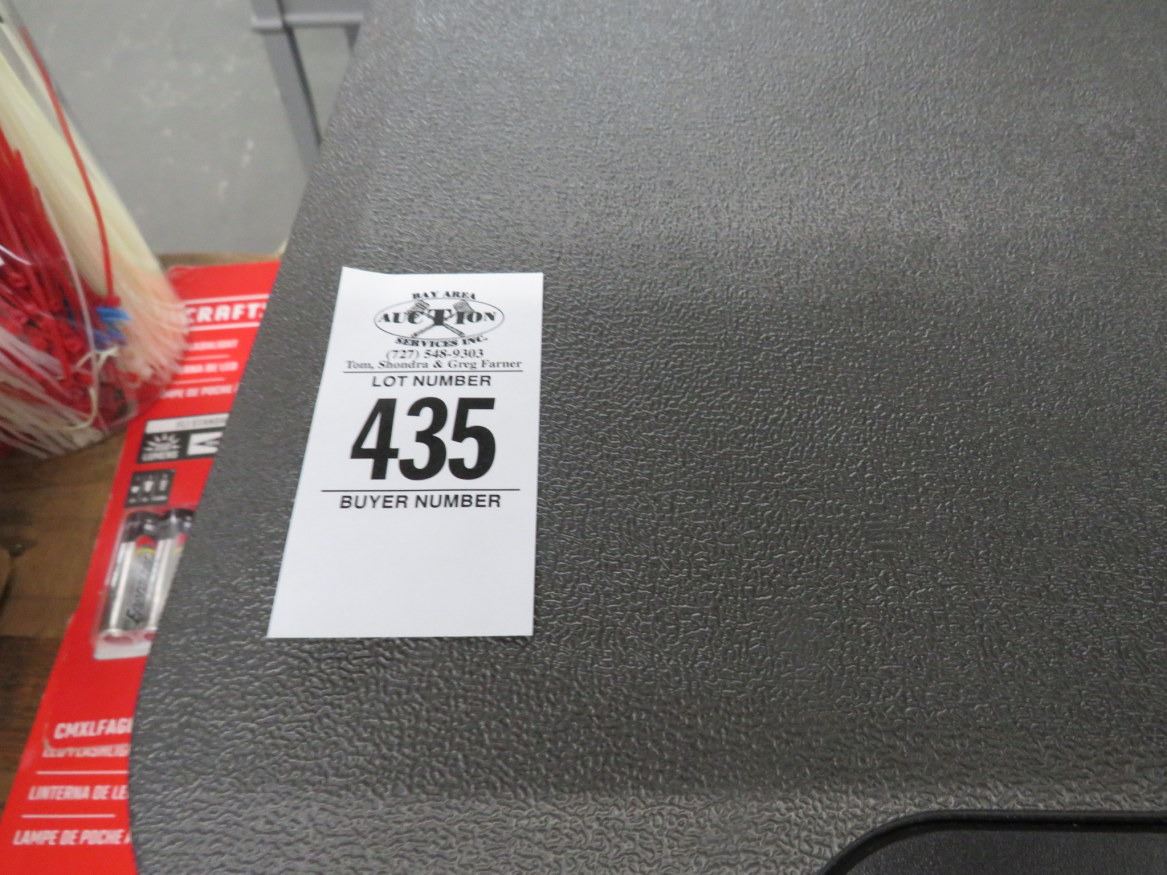 BAY AREA
AUCTION
SERVICES INC.
(727) 548-9303
Tom, Shondra & Greg Farner
LOT NUMBER
435
BUYER NUMBER
CRAFTS
LUMENS
CMXLFAG
LINTERNA DE LE
LAMPE DE POCHE